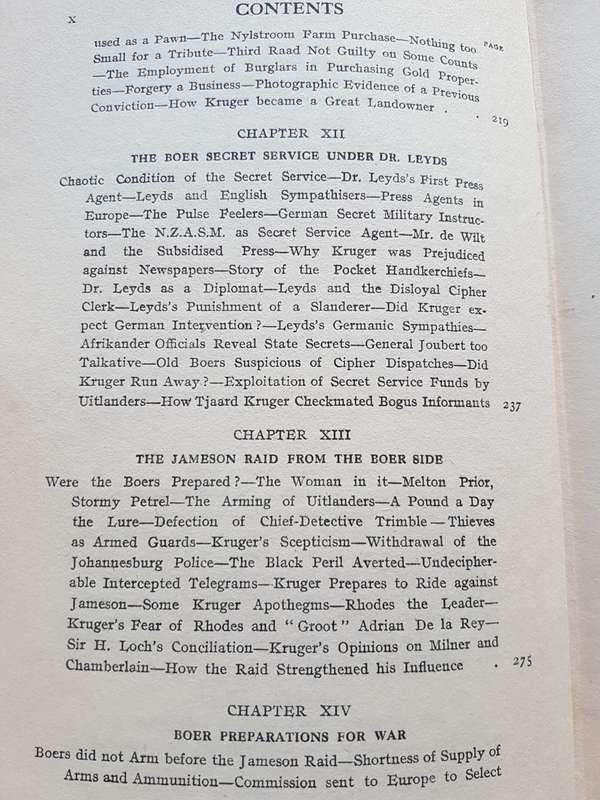 x
CONTENTS
PAGE
used as a Pawn—The Nylstroom Farm Purchase—Nothing too
Small for a Tribute—Third Raad Not Guilty on Some Counts
—The Employment of Burglars in Purchasing Gold Proper-
ties—Forgery a Business—Photographic Evidence of a Previous
Conviction—How Kruger became a Great Landowner . . 219
CHAPTER XII
THE BOER SECRET SERVICE UNDER DR. LEYDS
Chaotic Condition of the Secret Service—Dr. Leyds's First Press
Agent—Leyds and English Sympathisers—Press Agents in
Europe—The Pulse Feelers—German Secret Military Instruc-
tors—The N.Z.A.S.M. as Secret Service Agent—Mr. de Wilt
and the Subsidised Press—Why Kruger was Prejudiced
against Newspapers—Story of the Pocket Handkerchiefs—
Dr. Leyds as a Diplomat—Leyds and the Disloyal Cipher
Clerk—Leyds's Punishment of a Slanderer—Did Kruger ex-
pect German Intervention?—Leyds's Germanic Sympathies—
Afrikander Officials Reveal State Secrets—General Joubert too
Talkative—Old Boers Suspicious of Cipher Dispatches—Did
Kruger Run Away?—Exploitation of Secret Service Funds by
Uitlanders—How Tjaard Kruger Checkmated Bogus Informants 237
CHAPTER XIII
THE JAMESON RAID FROM THE BOER SIDE
Were the Boers Prepared?—The Woman in it—Melton Prior,
Stormy Petrel—The Arming of Uitlanders—A Pound a Day
the Lure—Defection of Chief-Detective Trimble—Thieves
as Armed Guards—Kruger's Scepticism—Withdrawal of the
Johannesburg Police—The Black Peril Averted—Undecipher-
able Intercepted Telegrams—Kruger Prepares to Ride against
Jameson—Some Kruger Apothegms—Rhodes the Leader—
Kruger's Fear of Rhodes and "Groot" Adrian De la Rey—
Sir H. Loch's Conciliation—Kruger's Opinions on Milner and
Chamberlain—How the Raid Strengthened his Influence . 275
CHAPTER XIV
BOER PREPARATIONS FOR WAR
Boers did not Arm before the Jameson Raid—Shortness of Supply of
Arms and Ammunition—Commission sent to Europe to Select